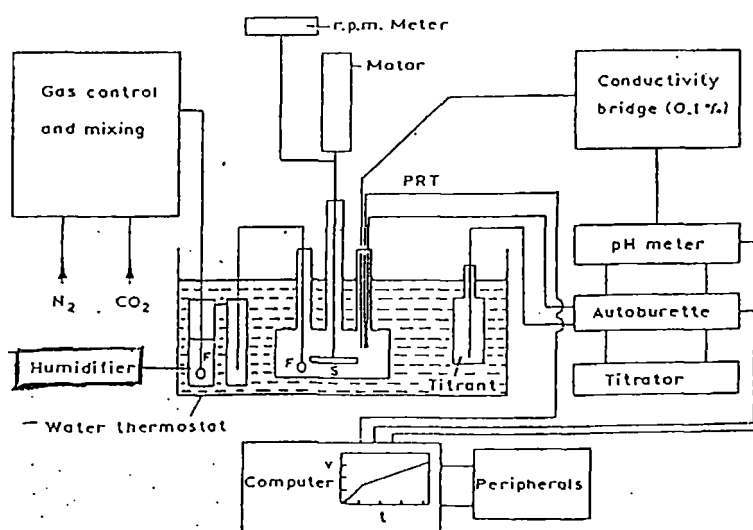 r.p.m. Meter
Motor
Gas control
and mixing
Conductivity
bridge (0.1%)
PRT
pH meter
N₂
CO₂
Autoburette
Humidifier
F
F
S
Titrant
Titrator
Water thermostat
Computer
V
t
Peripherals